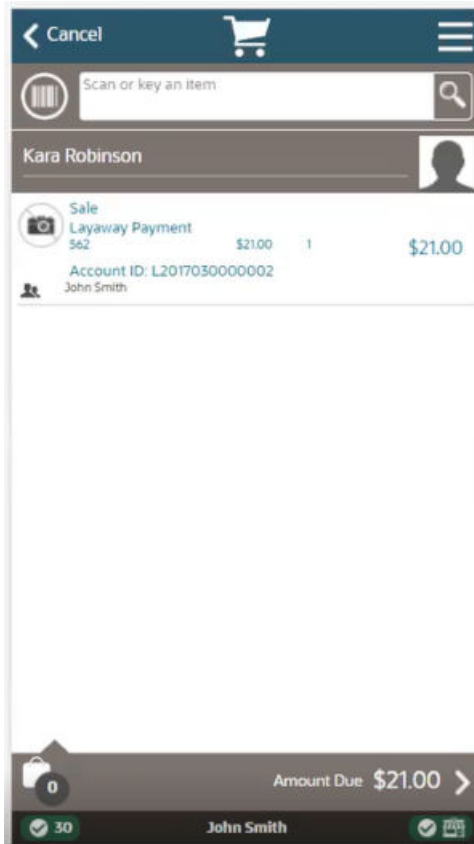 Cancel
Scan or key an item
Kara Robinson
Sale
Layaway Payment
562 $21.00 1 $21.00
Account ID: L2017030000002
John Smith
0 Amount Due $21.00
30 John Smith